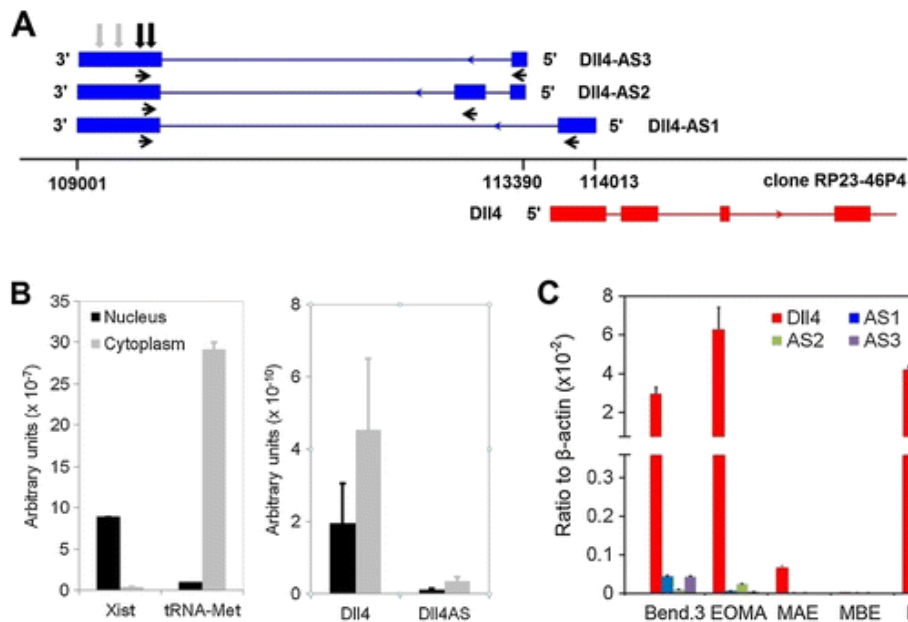 A
3' 5' Dll4-AS3
3' 5' Dll4-AS2
3' 5' Dll4-AS1
109001 113390 114013 clone RP23-46P4
Dll4 5'
B
Arbitrary units (x 10-7)
35
30
25
20
15
10
5
0
Nucleus
Cytoplasm
Xist tRNA-Met
Arbitrary units (x 10-10)
8
6
4
2
0
Dll4 Dll4AS
C
Ratio to β-actin (x10-2)
8
6
4
2
0.3
0.2
0.1
0
Dll4 AS1
AS2 AS3
Bend.3 EOMA MAE MBE